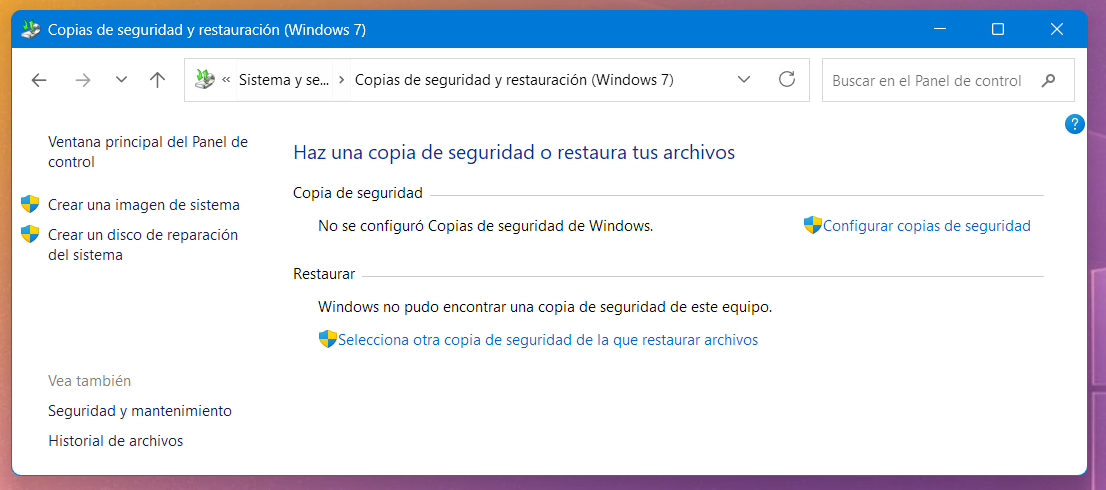 Copias de seguridad y restauración (Windows 7)
« Sistema y se... › Copias de seguridad y restauración (Windows 7)
Buscar en el Panel de control
?
Ventana principal del Panel de
control
Crear una imagen de sistema
Crear un disco de reparación
del sistema
Haz una copia de seguridad o restaura tus archivos
Copia de seguridad
No se configuró Copias de seguridad de Windows.
Configurar copias de seguridad
Restaurar
Windows no pudo encontrar una copia de seguridad de este equipo.
Selecciona otra copia de seguridad de la que restaurar archivos
Vea también
Seguridad y mantenimiento
Historial de archivos